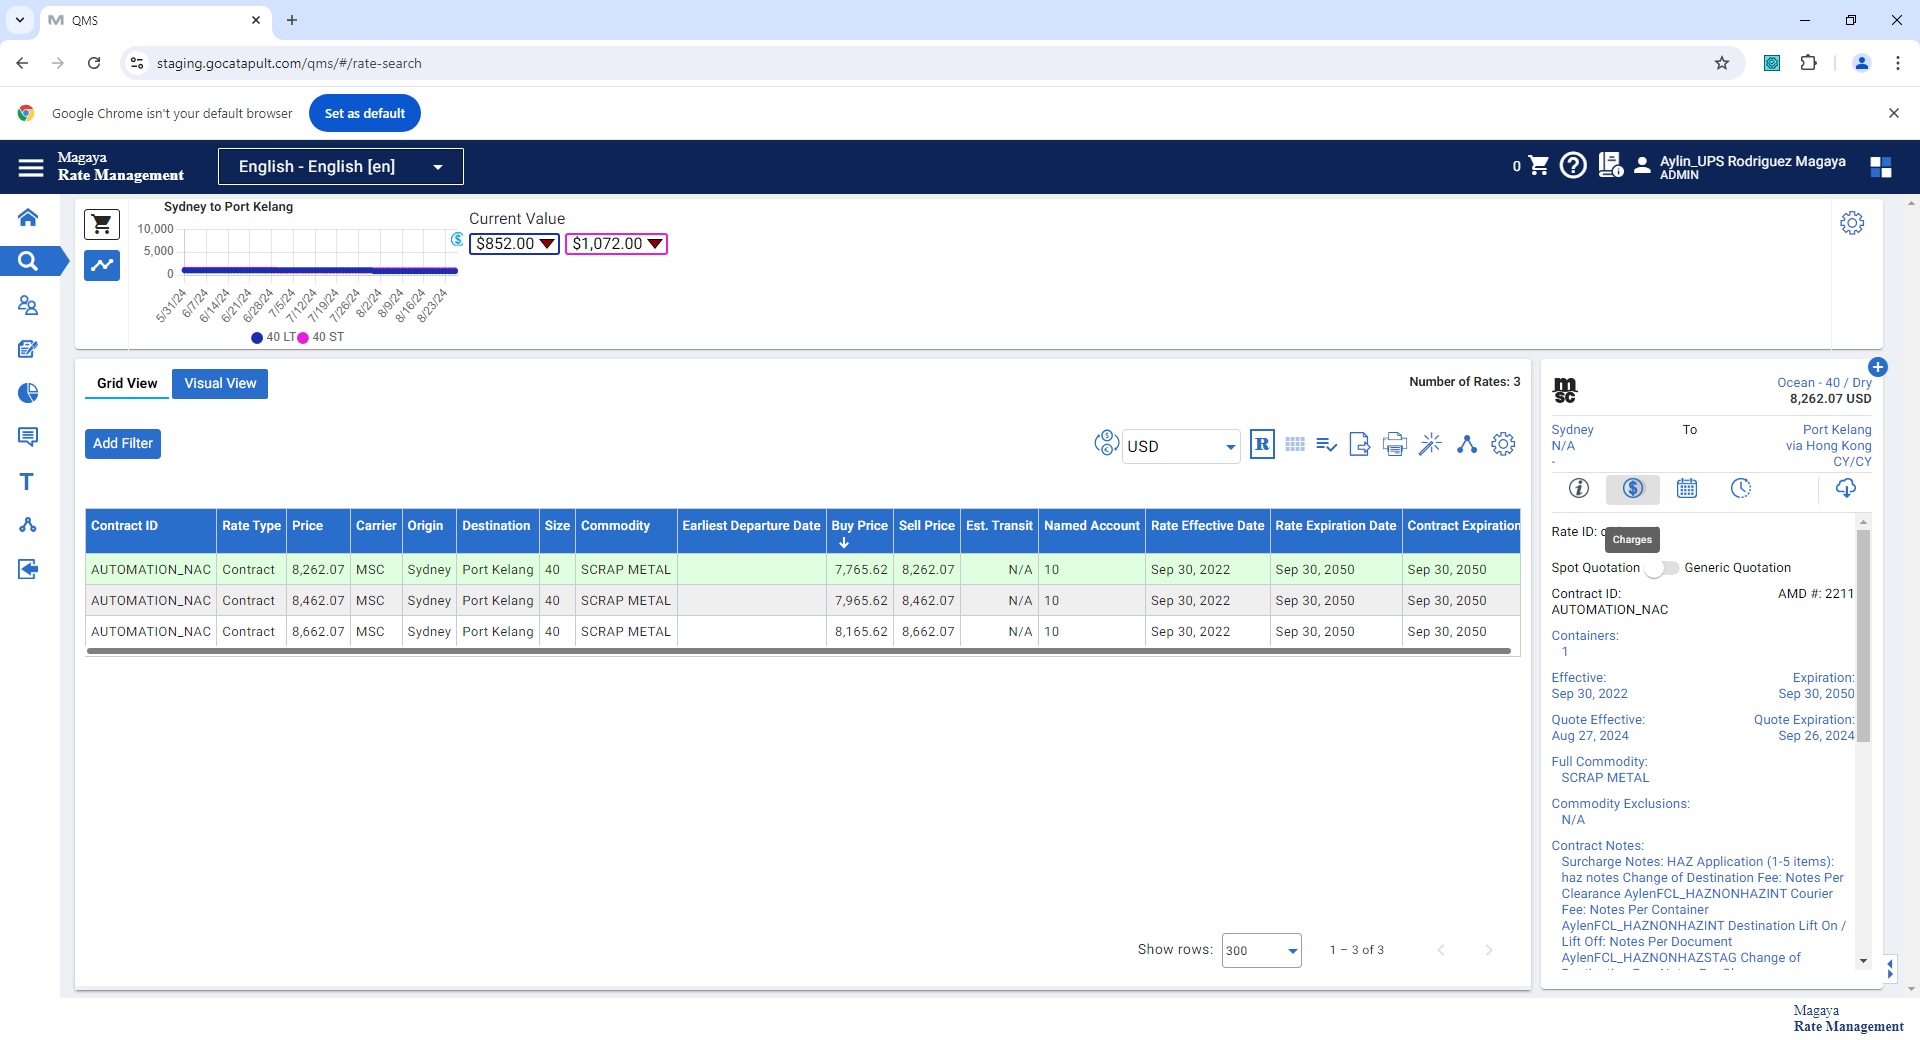 QMS
staging.gocatapult.com/qms/#/rate-search
Google Chrome isn't your default browser
Set as default
Magaya
Rate Management
English - English [en]
0
Aylin_UPS Rodriguez Magaya
ADMIN
Sydney to Port Kelang
10,000
5,000
0
5/31/24
6/7/24
6/14/24
6/21/24
6/28/24
7/5/24
7/12/24
7/19/24
7/26/24
8/2/24
8/9/24
8/16/24
8/23/24
40 LT
40 ST
Current Value
$852.00
$1,072.00
Grid View
Visual View
Number of Rates: 3
Add Filter
USD
R
Contract ID Rate Type Price Carrier Origin Destination Size Commodity Earliest Departure Date Buy Price Sell Price Est. Transit Named Account Rate Effective Date Rate Expiration Date Contract Expiration
AUTOMATION_NAC Contract 8,262.07 MSC Sydney Port Kelang 40 SCRAP METAL 7,765.62 8,262.07 N/A 10 Sep 30, 2022 Sep 30, 2050 Sep 30, 2050
AUTOMATION_NAC Contract 8,462.07 MSC Sydney Port Kelang 40 SCRAP METAL 7,965.62 8,462.07 N/A 10 Sep 30, 2022 Sep 30, 2050 Sep 30, 2050
AUTOMATION_NAC Contract 8,662.07 MSC Sydney Port Kelang 40 SCRAP METAL 8,165.62 8,662.07 N/A 10 Sep 30, 2022 Sep 30, 2050 Sep 30, 2050
Show rows:
300
1 – 3 of 3
msc
Ocean - 40 / Dry
8,262.07 USD
Sydney To Port Kelang
N/A via Hong Kong
- CY/CY
Rate ID:
Charges
Spot Quotation Generic Quotation
Contract ID: AMD #: 2211
AUTOMATION_NAC
Containers:
1
Effective: Expiration:
Sep 30, 2022 Sep 30, 2050
Quote Effective: Quote Expiration:
Aug 27, 2024 Sep 26, 2024
Full Commodity:
SCRAP METAL
Commodity Exclusions:
N/A
Contract Notes:
Surcharge Notes: HAZ Application (1-5 items):
haz notes Change of Destination Fee: Notes Per
Clearance AylenFCL_HAZNONHAZINT Courier
Fee: Notes Per Container
AylenFCL_HAZNONHAZINT Destination Lift On /
Lift Off: Notes Per Document
AylenFCL_HAZNONHAZSTAG Change of
Magaya
Rate Management